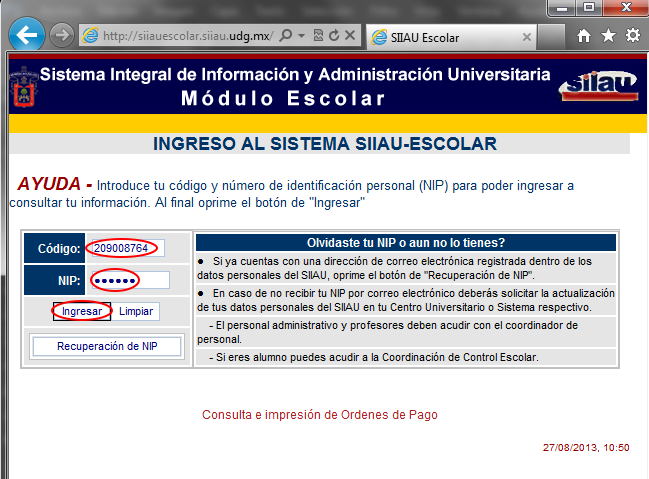 http://siiauescolar.siiau.udg.mx/
SIIAU Escolar
Sistema Integral de Información y Administración Universitaria
Módulo Escolar
siiau
INGRESO AL SISTEMA SIIAU-ESCOLAR
AYUDA - Introduce tu código y número de identificación personal (NIP) para poder ingresar a
consultar tu información. Al final oprime el botón de "Ingresar"
Código: 209008764
NIP: ••••••
Ingresar Limpiar
Recuperación de NIP
Olvidaste tu NIP o aun no lo tienes?
● Si ya cuentas con una dirección de correo electrónica registrada dentro de los
datos personales del SIIAU, oprime el botón de "Recuperación de NIP".
● En caso de no recibir tu NIP por correo electrónico deberás solicitar la actualización
de tus datos personales del SIIAU en tu Centro Universitario o Sistema respectivo.
- El personal administrativo y profesores deben acudir con el coordinador de
personal.
- Si eres alumno puedes acudir a la Coordinación de Control Escolar.
Consulta e impresión de Ordenes de Pago
27/08/2013, 10:50